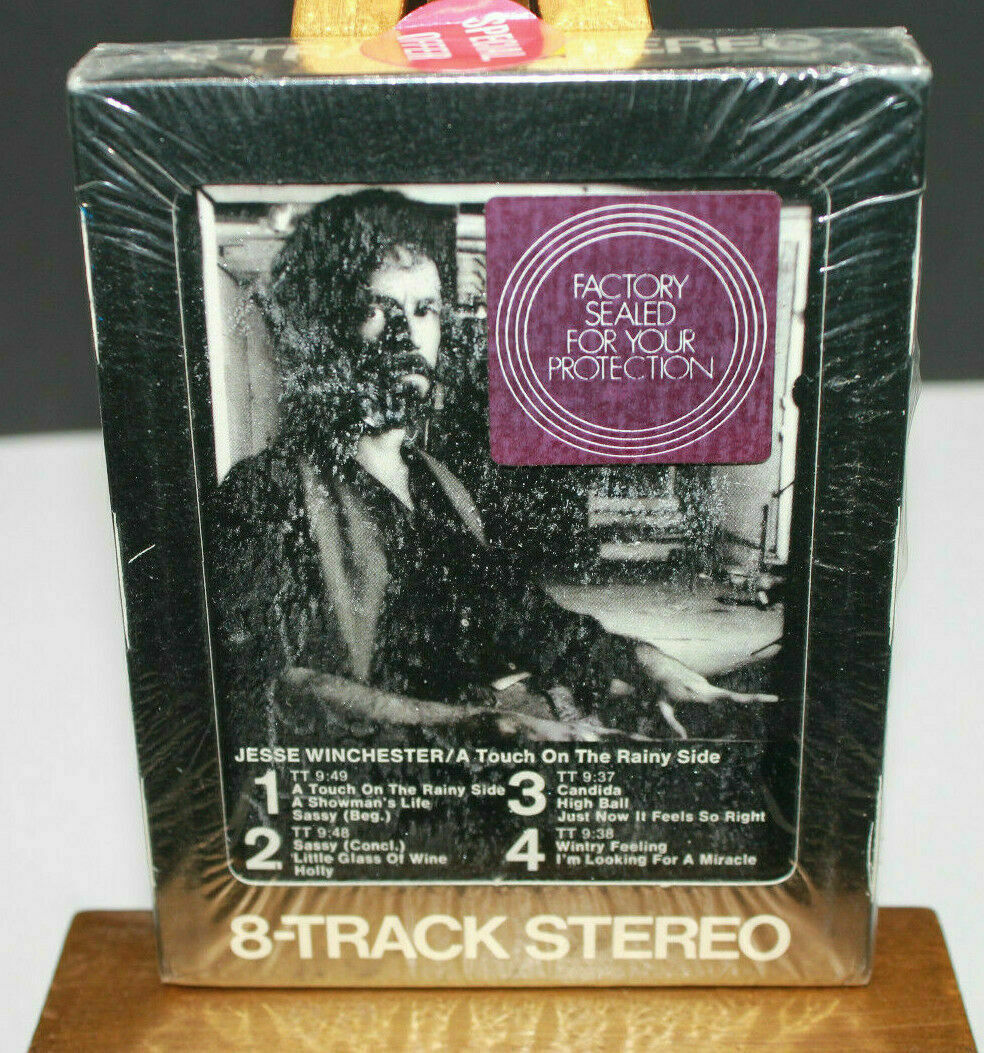 8-TRACK STEREO
SPECIAL
OFFER
FACTORY
SEALED
FOR YOUR
PROTECTION
JESSE WINCHESTER/A Touch On The Rainy Side
1
TT 9:49
A Touch On The Rainy Side
A Showman's Life
Sassy (Beg.)
2
TT 9:48
Sassy (Concl.)
Little Glass Of Wine
Holly
3
TT 9:37
Candida
High Ball
Just Now It Feels So Right
4
TT 9:38
Wintry Feeling
I'm Looking For A Miracle
8-TRACK STEREO